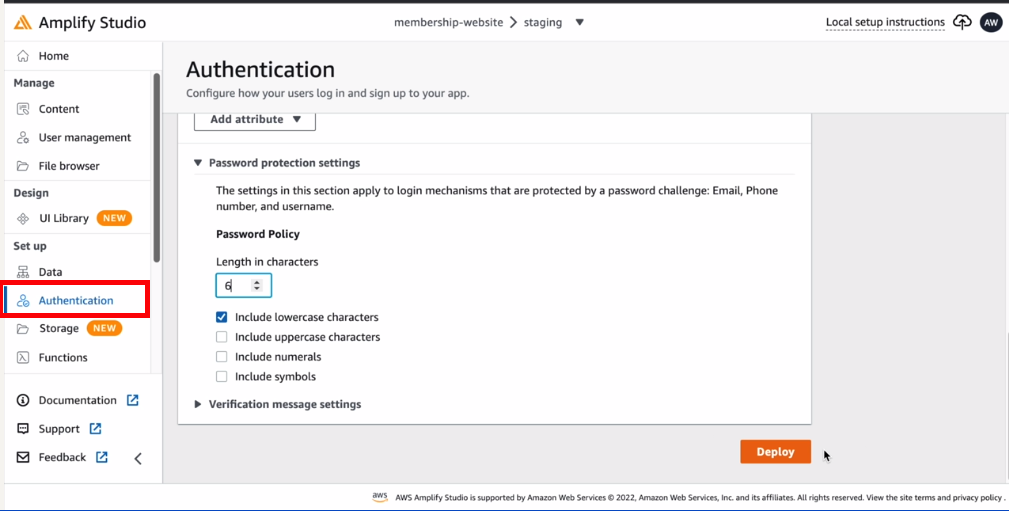 Amplify Studio
membership-website > staging ▼
Local setup instructions
AW
Home
Manage
Content
User management
File browser
Design
UI Library NEW
Set up
Data
Authentication
Storage NEW
Functions
Documentation
Support
Feedback
Authentication
Configure how your users log in and sign up to your app.
Add attribute ▼
▼ Password protection settings
The settings in this section apply to login mechanisms that are protected by a password challenge: Email, Phone
number, and username.
Password Policy
Length in characters
6
Include lowercase characters
Include uppercase characters
Include numerals
Include symbols
▶ Verification message settings
Deploy
aws AWS Amplify Studio is supported by Amazon Web Services © 2022, Amazon Web Services, Inc. and its affiliates. All rights reserved. View the site terms and privacy policy .